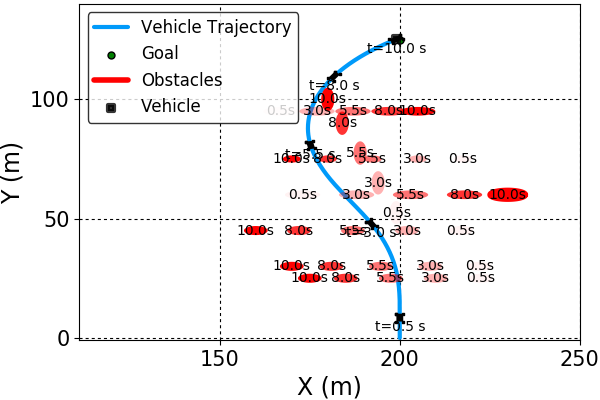 Vehicle Trajectory
Goal
Obstacles
Vehicle
t=10.0 s
t=8.0 s
10.0s
0.5s 3.0s 5.5s 8.0s 10.0s
8.0s
t=5.5 s 5.5s
10.0s 8.0s 5.5s 3.0s 0.5s
3.0s
0.5s 3.0s 5.5s 8.0s 10.0s
0.5s
10.0s 8.0s 5.5s 3.0s 0.5s
t=3.0 s
10.0s 8.0s 5.5s 3.0s 0.5s
10.0s 8.0s 5.5s 3.0s 0.5s
t=0.5 s
100
50
0
Y (m)
150 200 250
X (m)